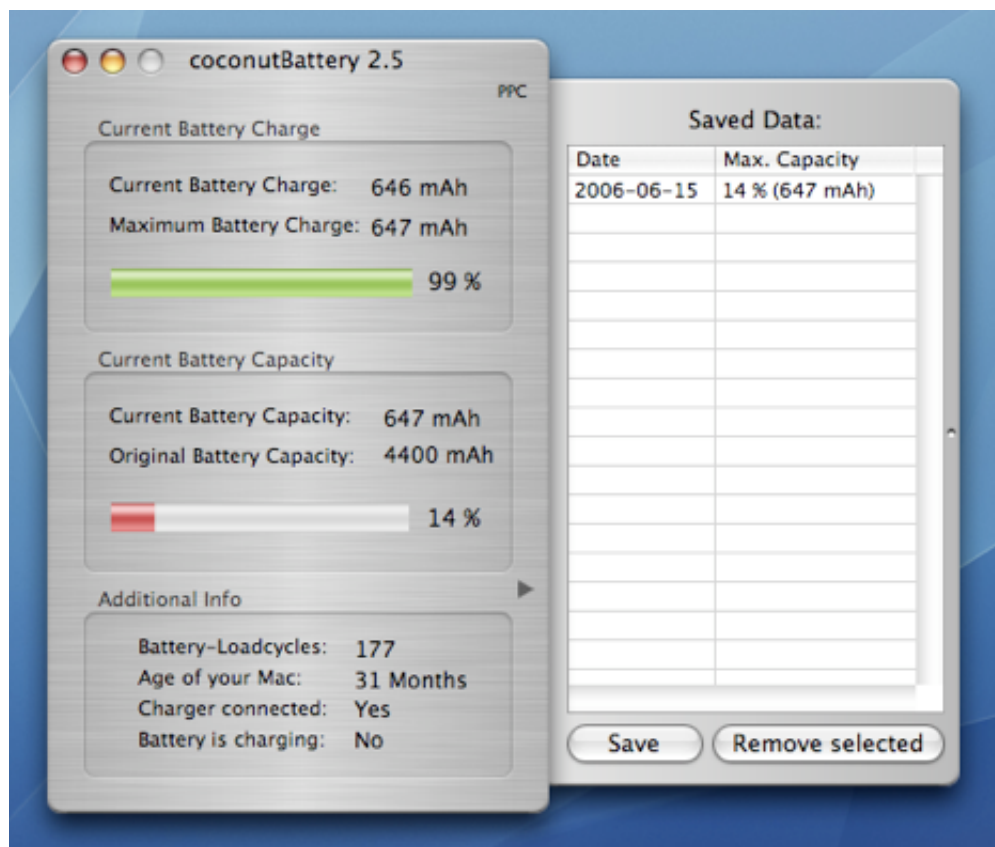 coconutBattery 2.5
PPC
Current Battery Charge
Current Battery Charge: 646 mAh
Maximum Battery Charge: 647 mAh
99 %
Current Battery Capacity
Current Battery Capacity: 647 mAh
Original Battery Capacity: 4400 mAh
14 %
Additional Info
Battery-Loadcycles: 177
Age of your Mac: 31 Months
Charger connected: Yes
Battery is charging: No
Saved Data:
Date Max. Capacity
2006-06-15 14 % (647 mAh)
Save Remove selected